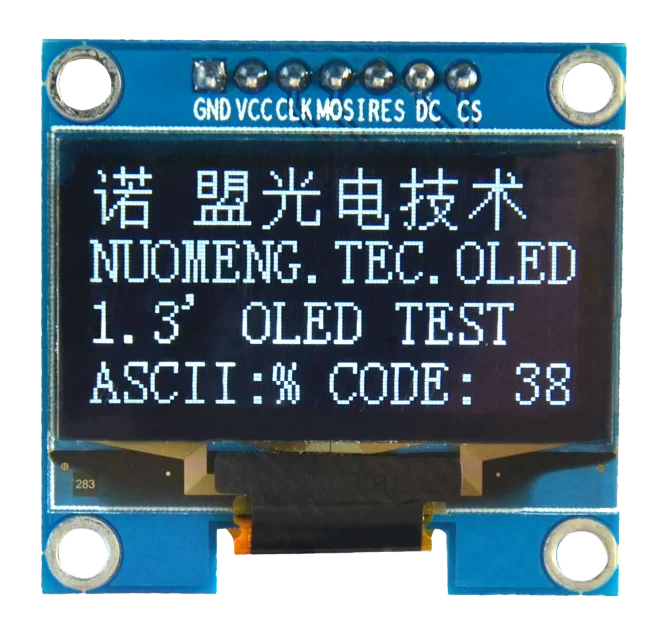 GND VCC CLK MOSI RES DC CS
诺 盟光电技术
NUOMENG.TEC.OLED
1.3' OLED TEST
ASCII:% CODE: 38
283